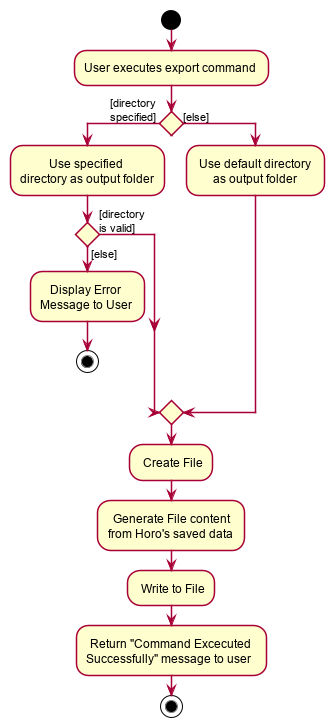 User executes export command
[directory
specified]
[else]
Use specified
directory as output folder
Use default directory
as output folder
[directory
is valid]
[else]
Display Error
Message to User
Create File
Generate File content
from Horo's saved data
Write to File
Return "Command Excecuted
Successfully" message to user